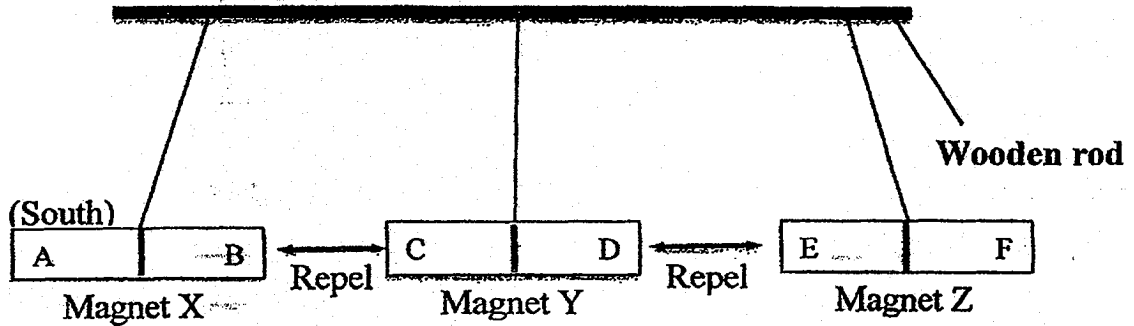 Wooden rod
(South)
A B C D E F
Repel Repel
Magnet X Magnet Y Magnet Z